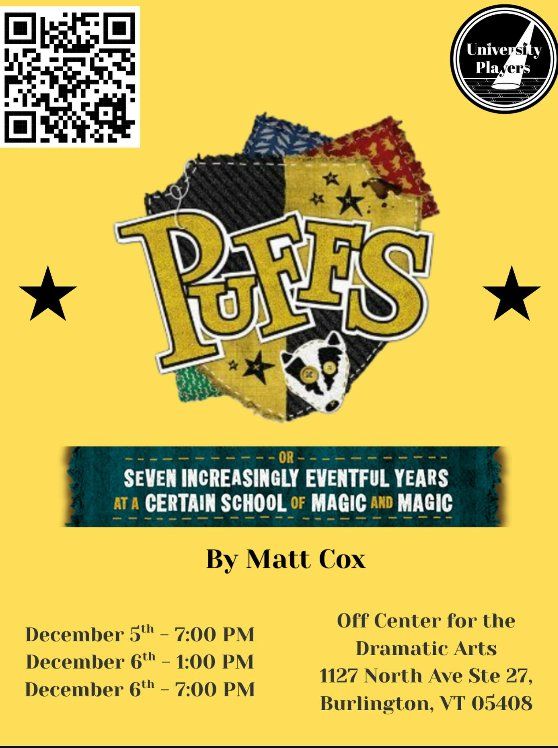 University
Players
PUFFS
OR
SEVEN INCREASINGLY EVENTFUL YEARS
AT A CERTAIN SCHOOL OF MAGIC AND MAGIC
By Matt Cox
December 5th - 7:00 PM
December 6th - 1:00 PM
December 6th - 7:00 PM
Off Center for the
Dramatic Arts
1127 North Ave Ste 27,
Burlington, VT 05408